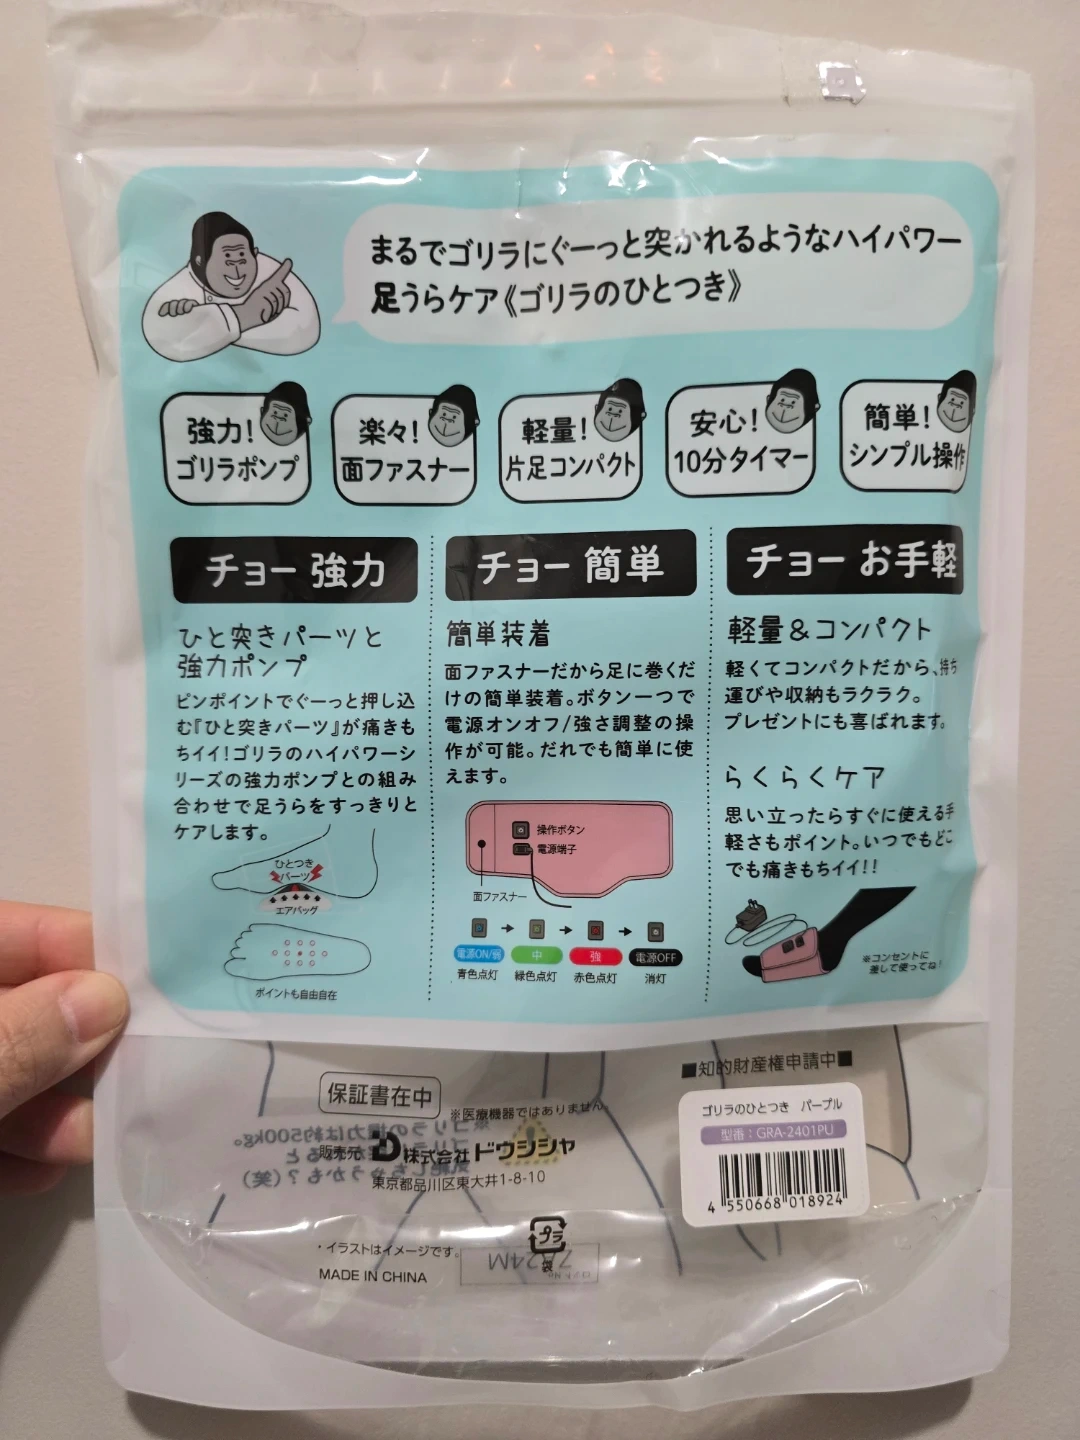 まるでゴリラにぐーっと突かれるようなハイパワー
足うらケア《ゴリラのひとつき》
強力!
ゴリラポンプ
楽々!
面ファスナー
軽量!
片足コンパクト
安心!
10分タイマー
簡単!
シンプル操作
チョー 強力
ひと突きパーツと
強力ポンプ
ピンポイントでぐーっと押し込
む『ひと突きパーツ』が痛きも
ちイイ!ゴリラのハイパワーシ
リーズの強力ポンプとの組み
合わせで足うらをすっきりと
ケアします。
ひとつき
パーツ
エアバッグ
ポイントも自由自在
チョー 簡単
簡単装着
面ファスナーだから足に巻くだ
けの簡単装着。ボタン一つで
電源オンオフ/強さ調整の操
作が可能。だれでも簡単に使
えます。
操作ボタン
電源端子
面ファスナー
電源ON/弱
中
強
電源OFF
青色点灯
緑色点灯
赤色点灯
消灯
チョー お手軽
軽量&コンパクト
軽くてコンパクトだから、持ち
運びや収納もラクラク。
プレゼントにも喜ばれます。
らくらくケア
思い立ったらすぐに使える手
軽さもポイント。いつでもどこ
でも痛きもちイイ!!
※コンセントに
差して使ってね!
■知的財産権申請中■
保証書在中
※医療機器ではありません。
販売元 株式会社ドウシシャ
東京都品川区東大井1-8-10
ゴリラのひとつき パープル
型番:GRA-2401PU
4 550668 018924
※
ゴリラの握力は約500kg。
(笑)
プラ
袋
・イラストはイメージです。
MADE IN CHINA